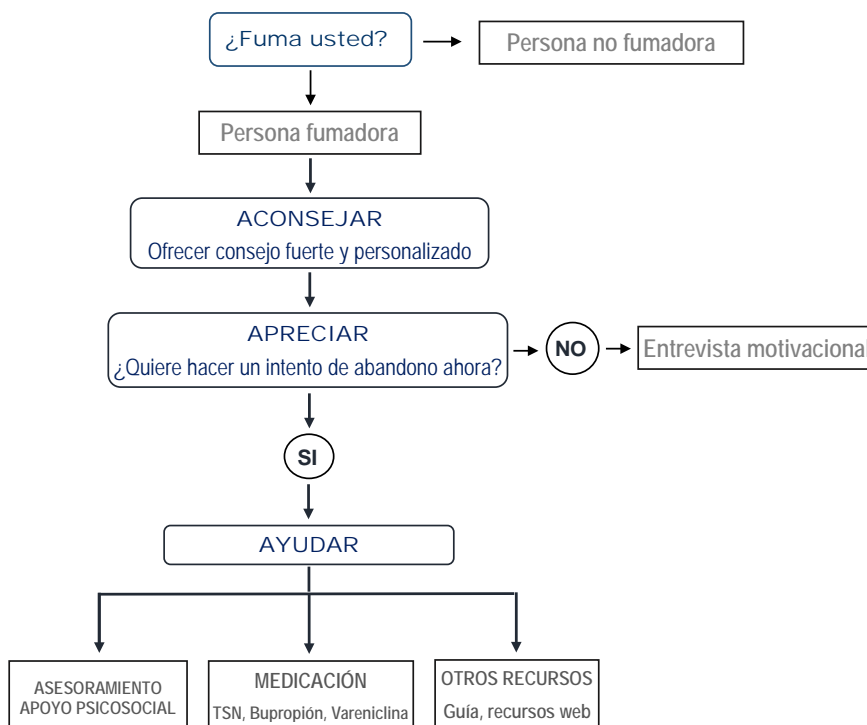 ¿Fuma usted?
Persona no fumadora
Persona fumadora
ACONSEJAR
Ofrecer consejo fuerte y personalizado
APRECIAR
¿Quiere hacer un intento de abandono ahora?
NO
Entrevista motivacional
SI
AYUDAR
ASESORAMIENTO
APOYO PSICOSOCIAL
MEDICACIÓN
TSN, Bupropión, Vareniclina
OTROS RECURSOS
Guía, recursos web